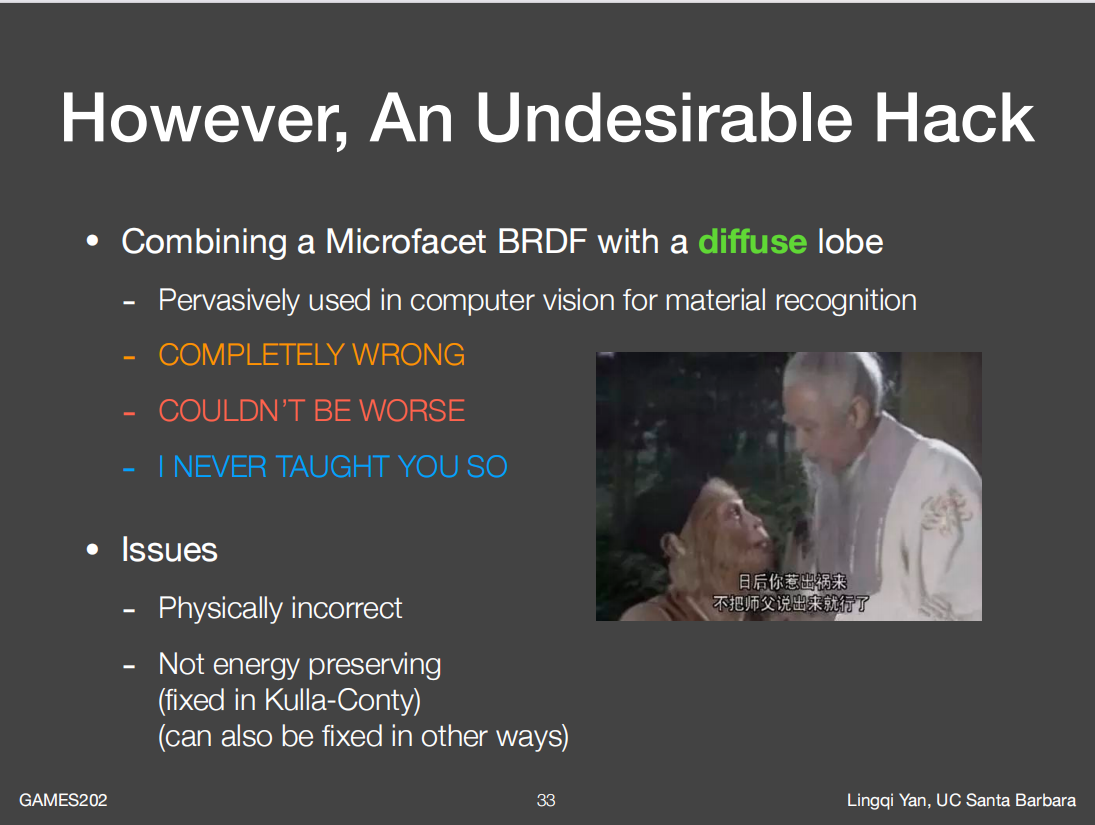 However, An Undesirable Hack
• Combining a Microfacet BRDF with a diffuse lobe
- Pervasively used in computer vision for material recognition
- COMPLETELY WRONG
- COULDN'T BE WORSE
- I NEVER TAUGHT YOU SO
日后你惹出祸来
不把师父说出来就行了
• Issues
- Physically incorrect
- Not energy preserving
(fixed in Kulla-Conty)
(can also be fixed in other ways)
GAMES202
33
Lingqi Yan, UC Santa Barbara